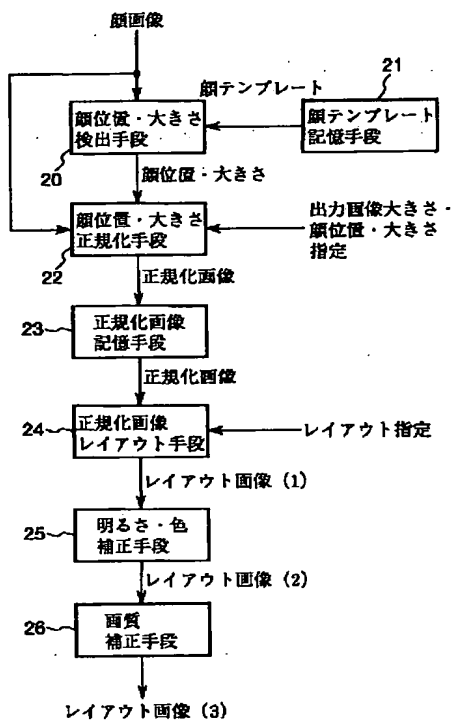 顔画像
顔テンプレート
21
顔位置・大きさ
検出手段
顔テンプレート
記憶手段
20
顔位置・大きさ
顔位置・大きさ
正規化手段
出力画像大きさ・
顔位置・大きさ
指定
22
正規化画像
23
正規化画像
記憶手段
正規化画像
24
正規化画像
レイアウト手段
レイアウト指定
レイアウト画像 (1)
25
明るさ・色
補正手段
レイアウト画像 (2)
26
画質
補正手段
レイアウト画像 (3)